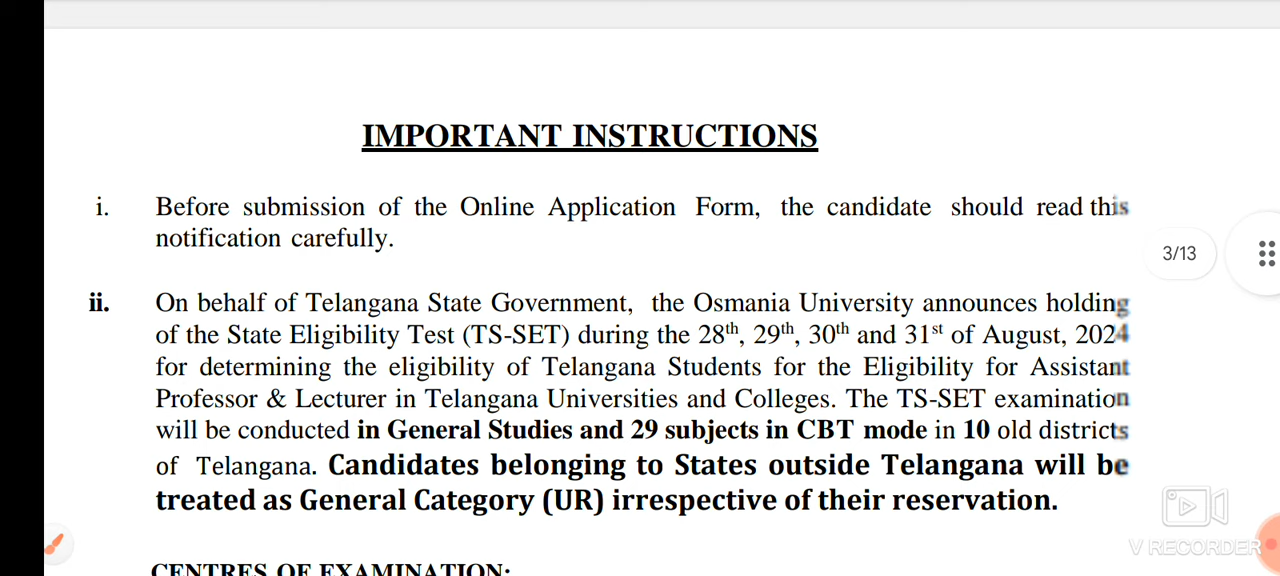 IMPORTANT INSTRUCTIONS
i. Before submission of the Online Application Form, the candidate should read this
notification carefully.
3/13
ii. On behalf of Telangana State Government, the Osmania University announces holding
of the State Eligibility Test (TS-SET) during the 28th, 29th, 30th and 31st of August, 2024
for determining the eligibility of Telangana Students for the Eligibility for Assistant
Professor & Lecturer in Telangana Universities and Colleges. The TS-SET examination
will be conducted in General Studies and 29 subjects in CBT mode in 10 old districts
of Telangana. Candidates belonging to States outside Telangana will be
treated as General Category (UR) irrespective of their reservation.
V RECORDER
CENTRES OF EXAMINATION: